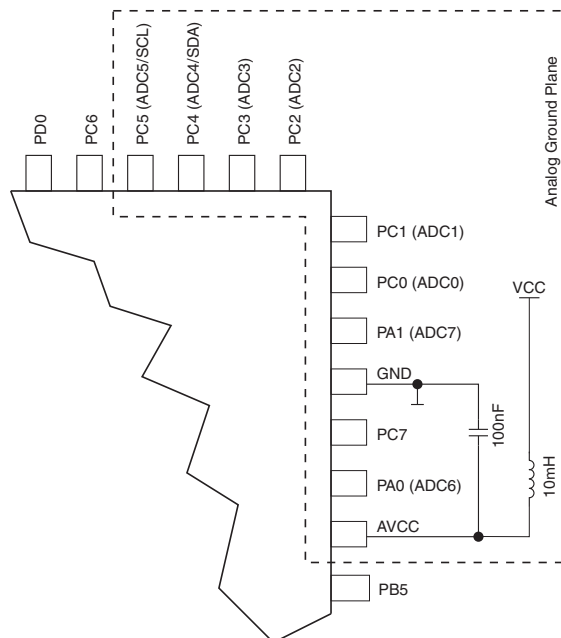 PD0
PC6
PC5 (ADC5/SCL)
PC4 (ADC4/SDA)
PC3 (ADC3)
PC2 (ADC2)
Analog Ground Plane
PC1 (ADC1)
PC0 (ADC0)
VCC
PA1 (ADC7)
GND
100nF
PC7
10mH
PA0 (ADC6)
AVCC
PB5